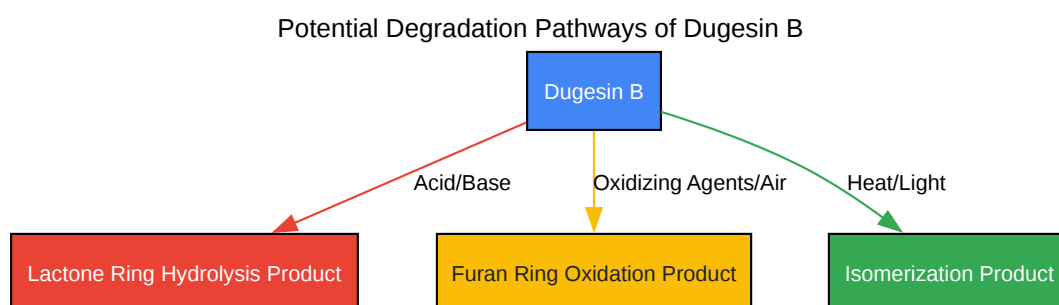 Potential Degradation Pathways of Dugesin B
Dugesin B
Acid/Base
Oxidizing Agents/Air
Heat/Light
Lactone Ring Hydrolysis Product
Furan Ring Oxidation Product
Isomerization Product